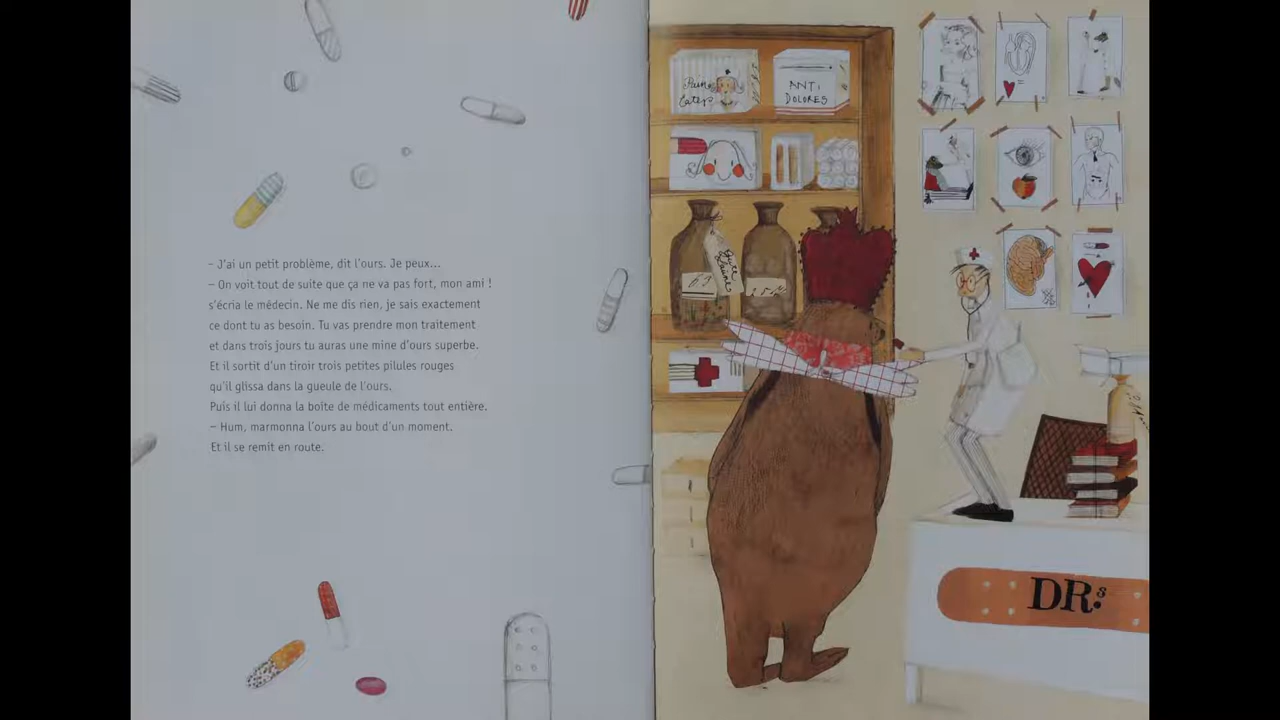 – J'ai un petit problème, dit l'ours. Je peux...
– On voit tout de suite que ça ne va pas fort, mon ami !
s'écria le médecin. Ne me dis rien, je sais exactement
ce dont tu as besoin. Tu vas prendre mon traitement
et dans trois jours tu auras une mine d'ours superbe.
Et il sortit d'un tiroir trois petites pilules rouges
qu'il glissa dans la gueule de l'ours.
Puis il lui donna la boîte de médicaments tout entière.
– Hum, marmonna l'ours au bout d'un moment.
Et il se remit en route.
Pain
Eater
ANTI
DOLORES
DR.